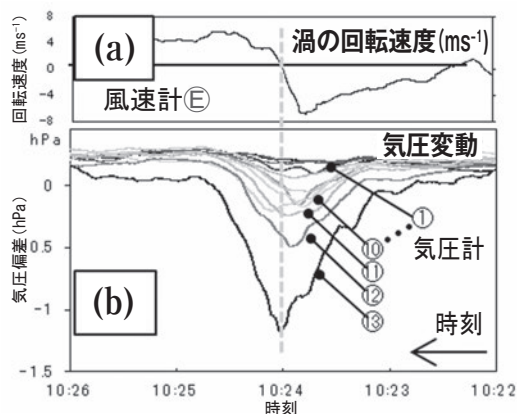 8
4
0
-4
-8
回転速度(ms-1)
(a)
渦の回転速度(ms-1)
風速計Ⓔ
hPa
0
-0.5
-1
-1.5
気圧偏差(hPa)
気圧変動
①
⑩
⑪
⑫
⑬
気圧計
(b)
時刻
10:26
10:25
10:24
10:23
10:22
時刻